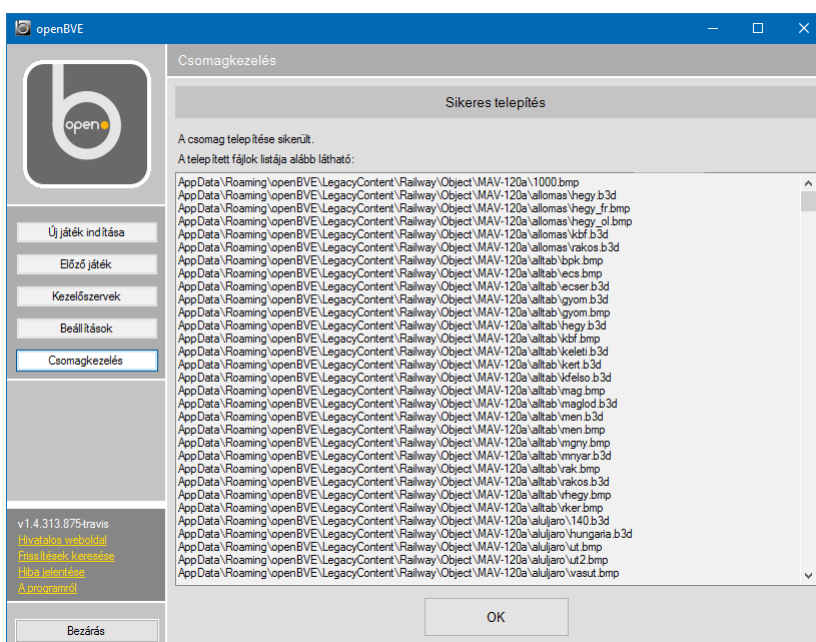 openBVE
Csomagkezelés
open
Sikeres telepítés
A csomag telepítése sikerült.
A telepített fájlok listája alább látható:
AppData\Roaming\openBVE\LegacyContent\Railway\Object\MAV-120a\1000.bmp
AppData\Roaming\openBVE\LegacyContent\Railway\Object\MAV-120a\allomas\hegy.b3d
AppData\Roaming\openBVE\LegacyContent\Railway\Object\MAV-120a\allomas\hegy_fr.bmp
AppData\Roaming\openBVE\LegacyContent\Railway\Object\MAV-120a\allomas\hegy_ol.bmp
AppData\Roaming\openBVE\LegacyContent\Railway\Object\MAV-120a\allomas\kbf.b3d
AppData\Roaming\openBVE\LegacyContent\Railway\Object\MAV-120a\allomas\rakos.b3d
AppData\Roaming\openBVE\LegacyContent\Railway\Object\MAV-120a\alltab\bpk.bmp
AppData\Roaming\openBVE\LegacyContent\Railway\Object\MAV-120a\alltab\ecs.bmp
AppData\Roaming\openBVE\LegacyContent\Railway\Object\MAV-120a\alltab\ecser.b3d
AppData\Roaming\openBVE\LegacyContent\Railway\Object\MAV-120a\alltab\gyom.b3d
AppData\Roaming\openBVE\LegacyContent\Railway\Object\MAV-120a\alltab\gyom.bmp
AppData\Roaming\openBVE\LegacyContent\Railway\Object\MAV-120a\alltab\hegy.b3d
AppData\Roaming\openBVE\LegacyContent\Railway\Object\MAV-120a\alltab\kbf.bmp
AppData\Roaming\openBVE\LegacyContent\Railway\Object\MAV-120a\alltab\keleti.b3d
AppData\Roaming\openBVE\LegacyContent\Railway\Object\MAV-120a\alltab\kert.b3d
AppData\Roaming\openBVE\LegacyContent\Railway\Object\MAV-120a\alltab\kfelso.b3d
AppData\Roaming\openBVE\LegacyContent\Railway\Object\MAV-120a\alltab\mag.bmp
AppData\Roaming\openBVE\LegacyContent\Railway\Object\MAV-120a\alltab\maglod.b3d
AppData\Roaming\openBVE\LegacyContent\Railway\Object\MAV-120a\alltab\men.b3d
AppData\Roaming\openBVE\LegacyContent\Railway\Object\MAV-120a\alltab\men.bmp
AppData\Roaming\openBVE\LegacyContent\Railway\Object\MAV-120a\alltab\mgny.bmp
AppData\Roaming\openBVE\LegacyContent\Railway\Object\MAV-120a\alltab\mnyar.b3d
AppData\Roaming\openBVE\LegacyContent\Railway\Object\MAV-120a\alltab\rak.bmp
AppData\Roaming\openBVE\LegacyContent\Railway\Object\MAV-120a\alltab\rakos.b3d
AppData\Roaming\openBVE\LegacyContent\Railway\Object\MAV-120a\alltab\rhegy.bmp
AppData\Roaming\openBVE\LegacyContent\Railway\Object\MAV-120a\alltab\rker.bmp
AppData\Roaming\openBVE\LegacyContent\Railway\Object\MAV-120a\aluljaro\140.b3d
AppData\Roaming\openBVE\LegacyContent\Railway\Object\MAV-120a\aluljaro\hungaria.b3d
AppData\Roaming\openBVE\LegacyContent\Railway\Object\MAV-120a\aluljaro\ut.bmp
AppData\Roaming\openBVE\LegacyContent\Railway\Object\MAV-120a\aluljaro\ut2.bmp
AppData\Roaming\openBVE\LegacyContent\Railway\Object\MAV-120a\aluljaro\vasut.bmp
Új játék indítása
Előző játék
Kezelőszervek
Beállítások
Csomagkezelés
v1.4.313.875-travis
Hivatalos weboldal
Frissítések keresése
Hiba jelentése
A programról
Bezárás
OK